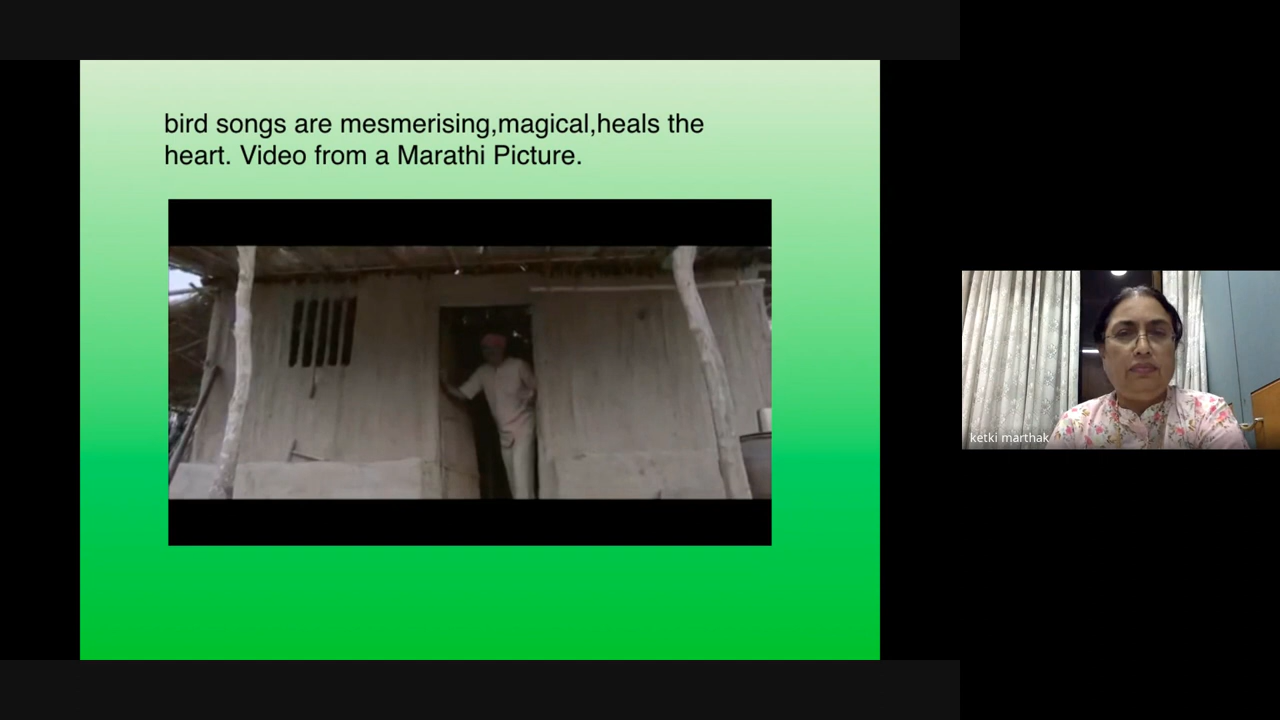 bird songs are mesmerising,magical,heals the
heart. Video from a Marathi Picture.
ketki marthak